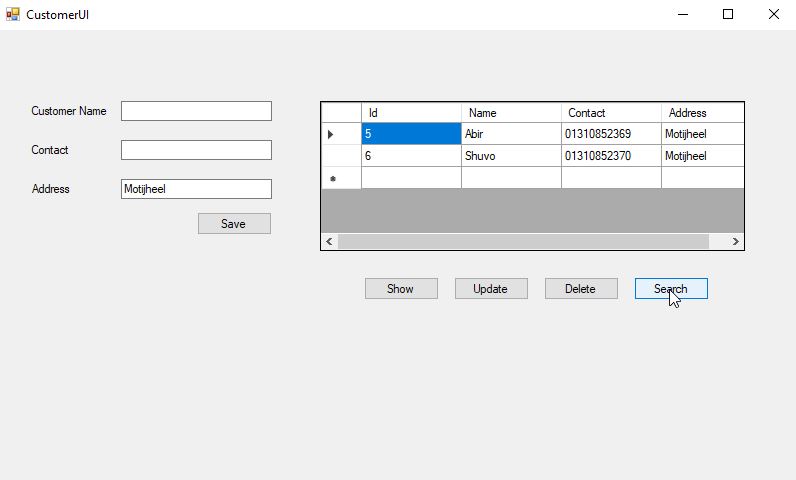 CustomerUI
Customer Name
Contact
Address Motijheel
Save
Id Name Contact Address
5 Abir 01310852369 Motijheel
6 Shuvo 01310852370 Motijheel
Show Update Delete Search